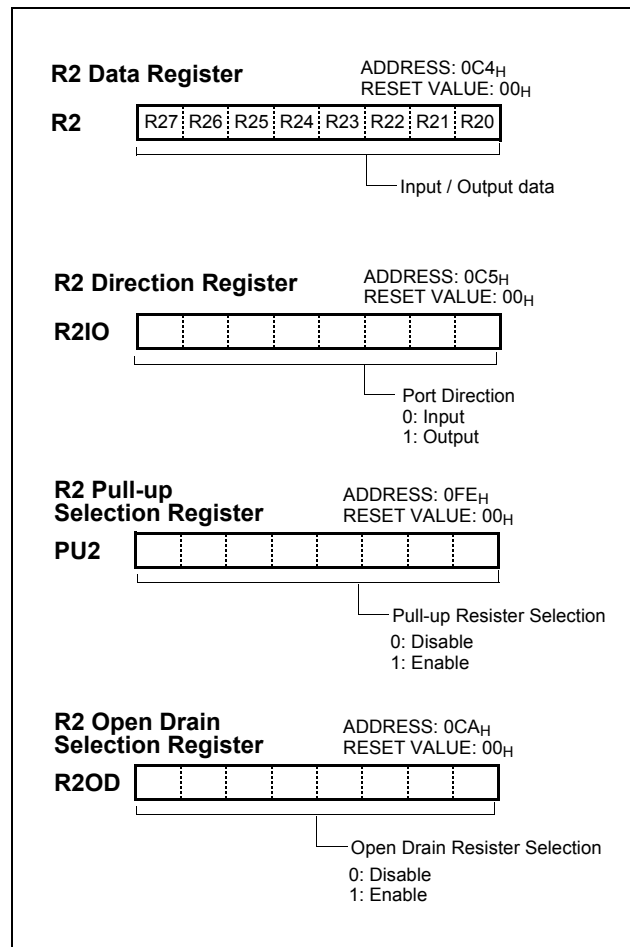 R2 Data Register
ADDRESS: 0C4H
RESET VALUE: 00H
R2
R27 R26 R25 R24 R23 R22 R21 R20
Input / Output data
R2 Direction Register
ADDRESS: 0C5H
RESET VALUE: 00H
R2IO
Port Direction
0: Input
1: Output
R2 Pull-up
Selection Register
ADDRESS: 0FEH
RESET VALUE: 00H
PU2
Pull-up Resister Selection
0: Disable
1: Enable
R2 Open Drain
Selection Register
ADDRESS: 0CAH
RESET VALUE: 00H
R2OD
Open Drain Resister Selection
0: Disable
1: Enable